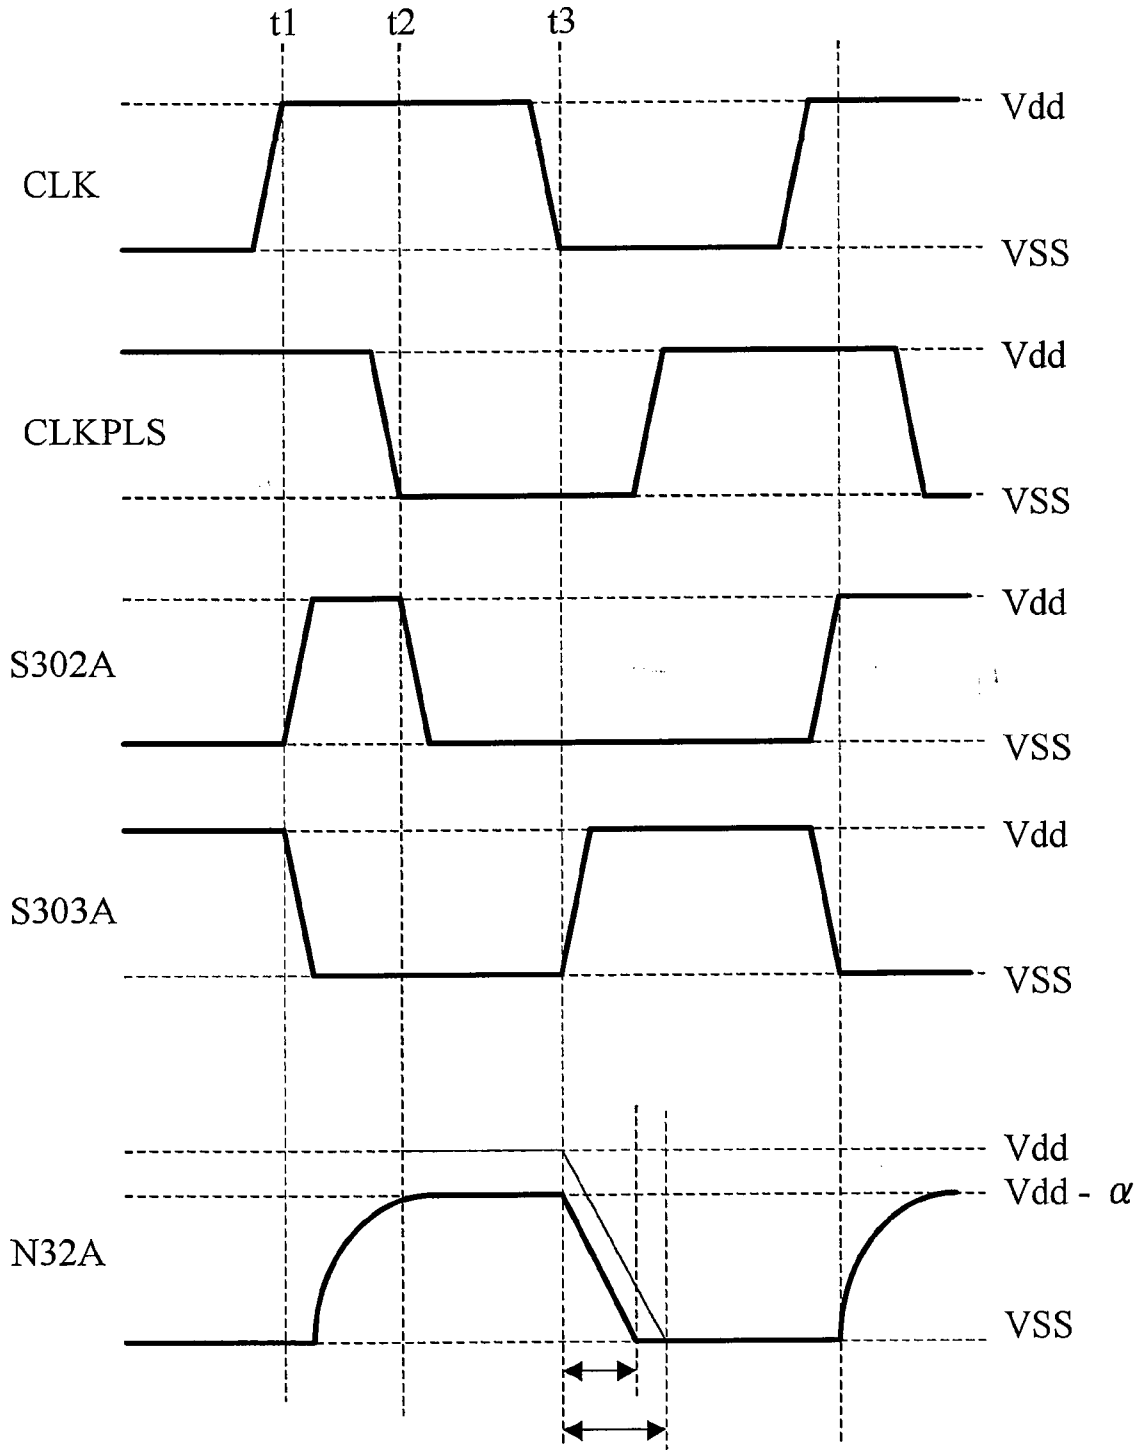 t1 t2 t3
Vdd
CLK
VSS
Vdd
CLKPLS
VSS
Vdd
S302A
VSS
Vdd
S303A
VSS
Vdd
Vdd - α
N32A
VSS